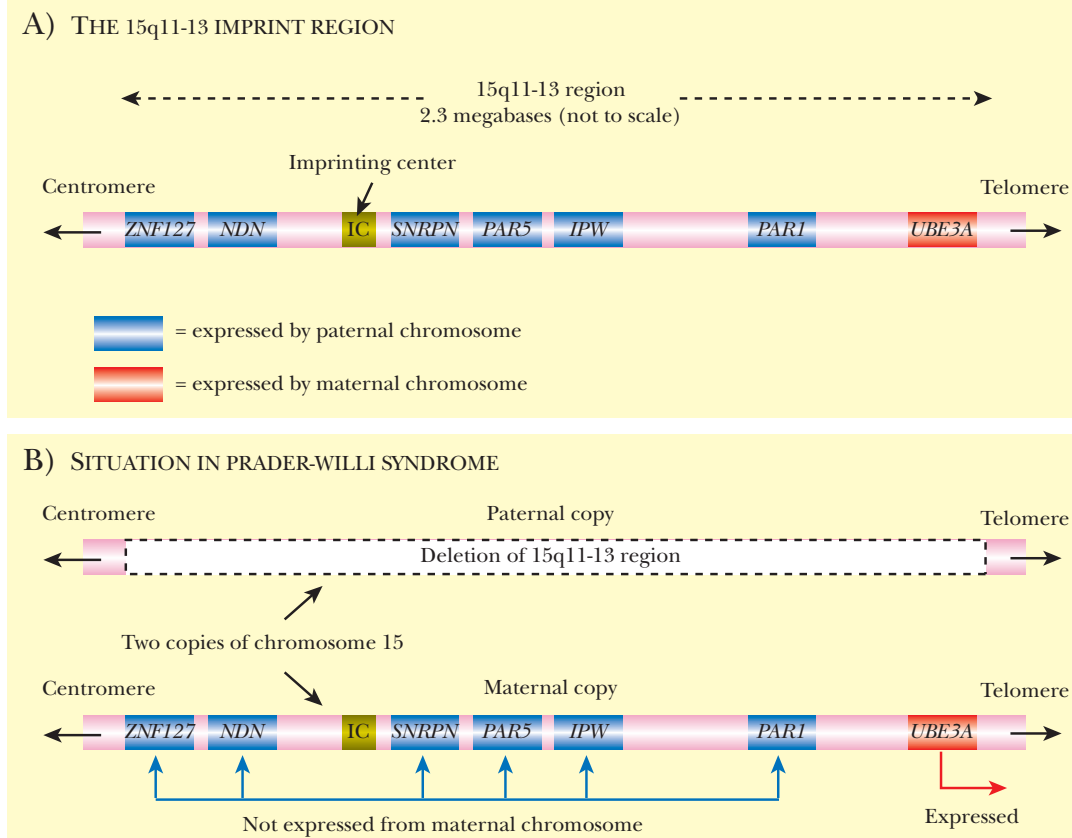 A) THE 15q11-13 IMPRINT REGION
15q11-13 region
2.3 megabases (not to scale)
Imprinting center
Centromere
Telomere
ZNF127 NDN IC SNRPN PAR5 IPW PAR1 UBE3A
= expressed by paternal chromosome
= expressed by maternal chromosome
B) SITUATION IN PRADER-WILLI SYNDROME
Centromere Paternal copy Telomere
Deletion of 15q11-13 region
Two copies of chromosome 15
Centromere Maternal copy Telomere
ZNF127 NDN IC SNRPN PAR5 IPW PAR1 UBE3A
Expressed
Not expressed from maternal chromosome